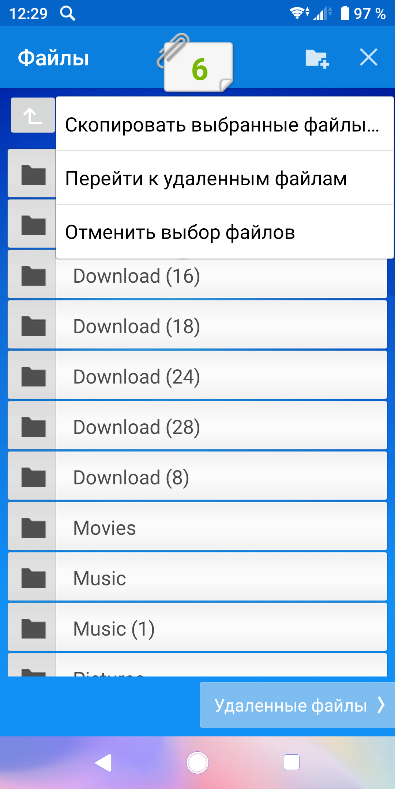 12:29
97 %
Файлы
6
Скопировать выбранные файлы...
Перейти к удаленным файлам
Отменить выбор файлов
Download (16)
Download (18)
Download (24)
Download (28)
Download (8)
Movies
Music
Music (1)
Pictures
Удаленные файлы